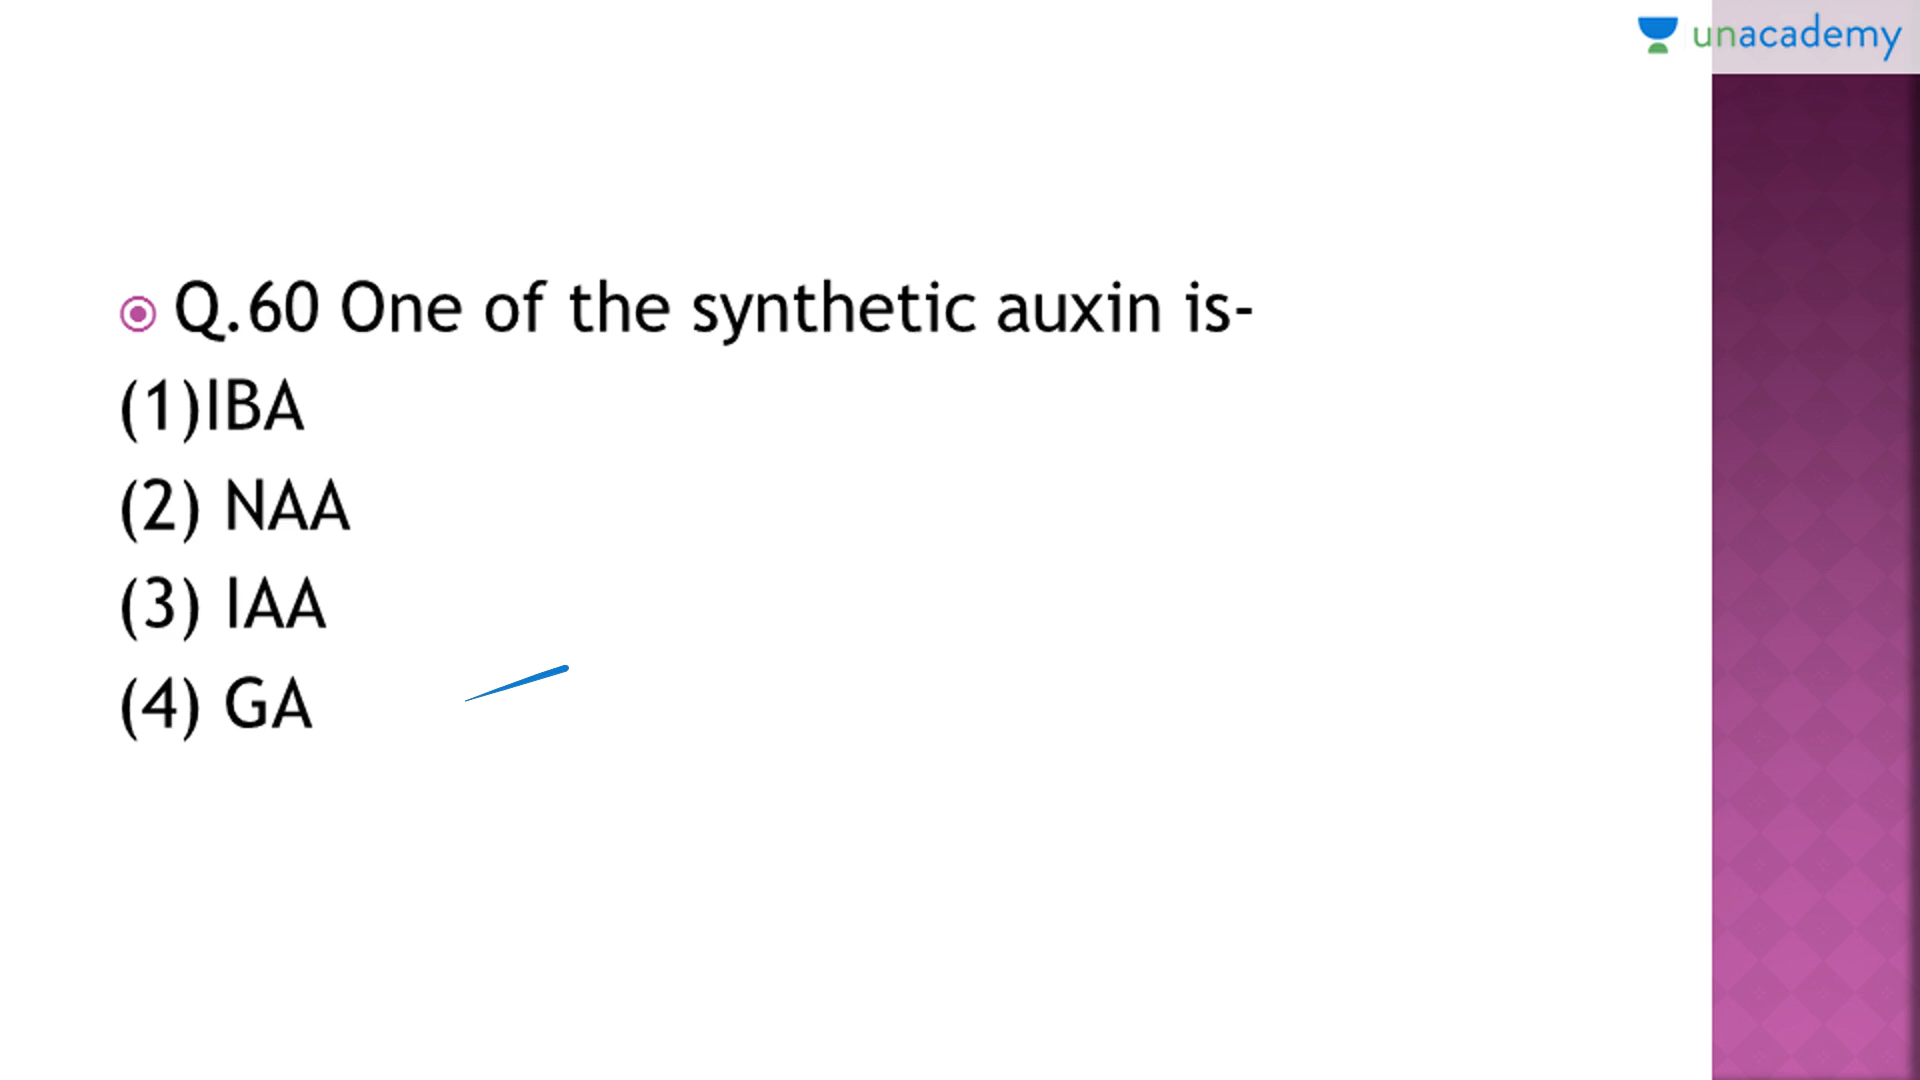 unacademy
Q.60 One of the synthetic auxin is-
(1)IBA
(2) NAA
(3) IAA
(4) GA